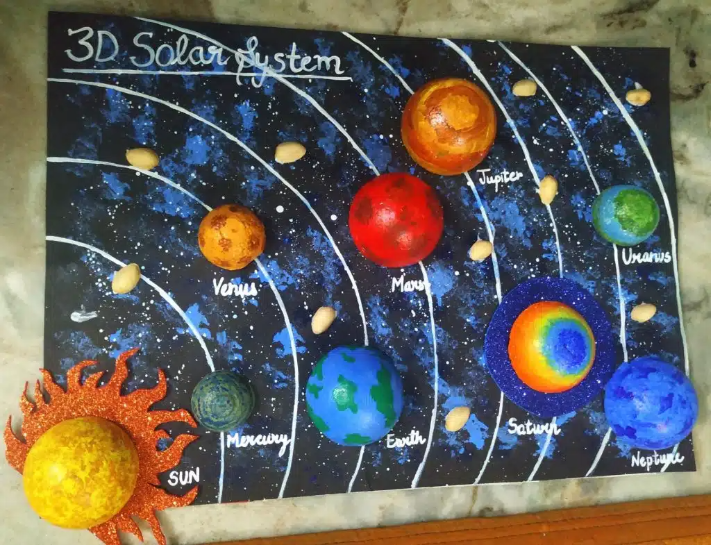 3D Solar System
Jupiter
Uranus
Venus
Mars
Mercury
Earth
Saturn
Neptune
SUN